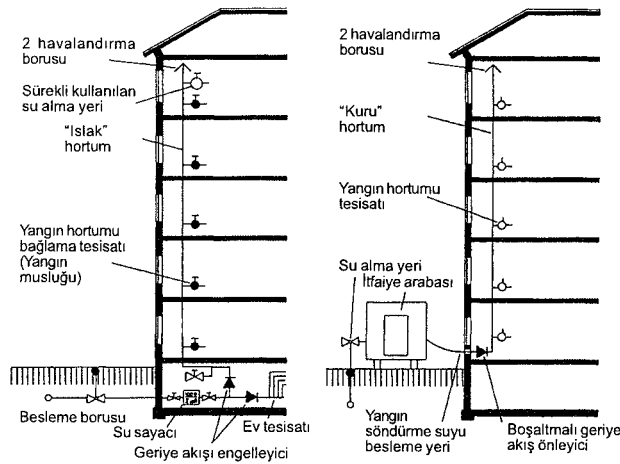 2 havalandırma
borusu
Sürekli kullanılan
su alma yeri
"Islak"
hortum
Yangın hortumu
bağlama tesisatı
(Yangın
musluğu)
Besleme borusu
Su sayacı
Geriye akışı engelleyici
Ev tesisatı
2 havalandırma
borusu
"Kuru"
hortum
Yangın hortumu
tesisatı
Su alma yeri
İtfaiye arabası
Yangın
söndürme suyu
besleme yeri
Boşaltmalı geriye
akış önleyici